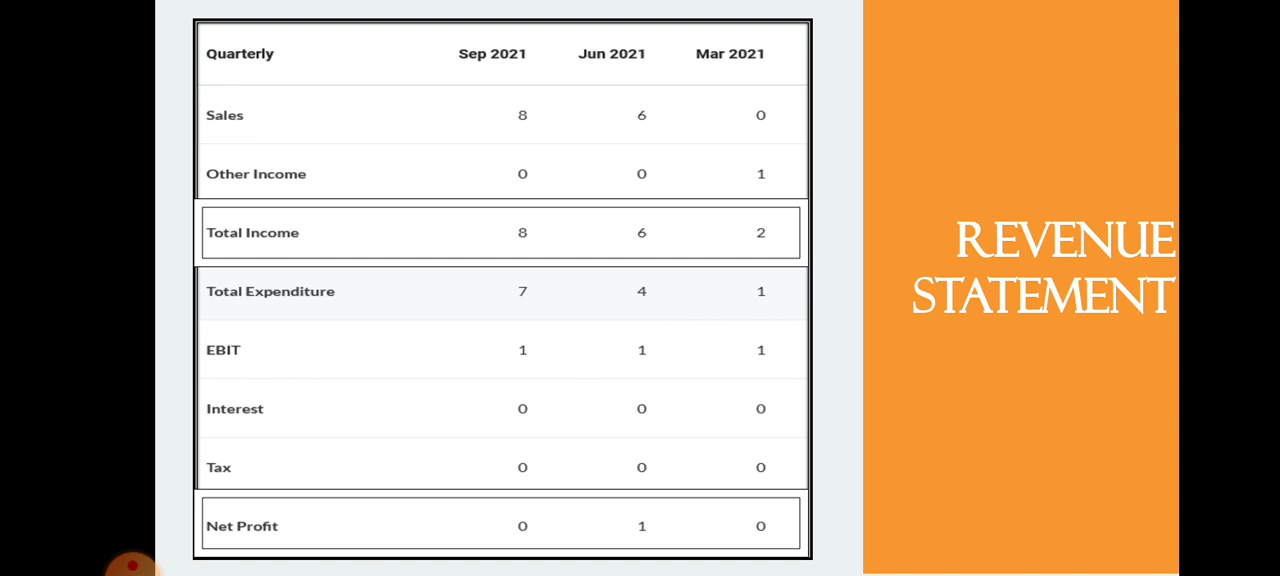 Quarterly Sep 2021 Jun 2021 Mar 2021
Sales 8 6 0
Other Income 0 0 1
Total Income 8 6 2
Total Expenditure 7 4 1
EBIT 1 1 1
Interest 0 0 0
Tax 0 0 0
Net Profit 0 1 0
REVENUE
STATEMENT